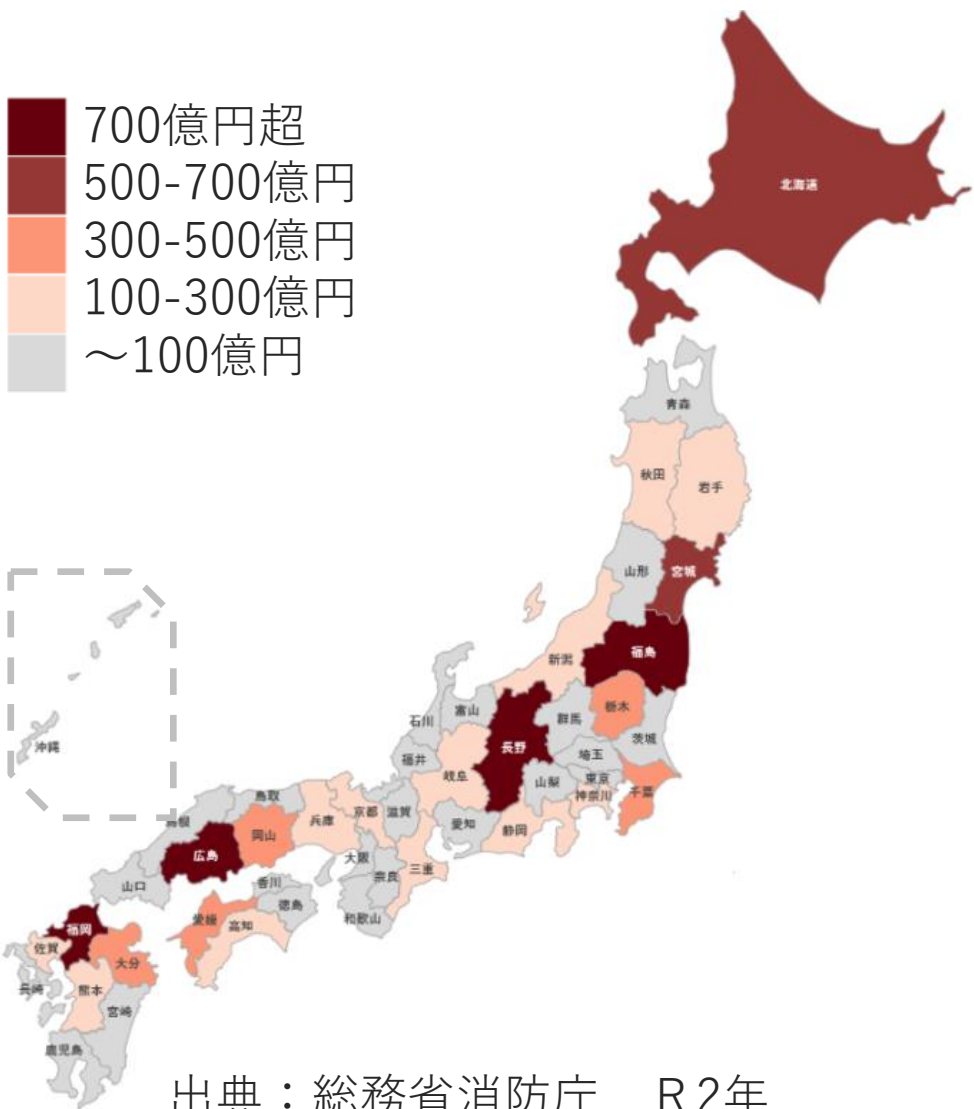 700億円超
500-700億円
300-500億円
100-300億円
～100億円
北海道
青森
秋田
岩手
山形
宮城
新潟
福島
石川
富山
群馬
栃木
茨城
福井
長野
埼玉
岐阜
山梨
東京
神奈川
千葉
鳥取
島根
岡山
兵庫
京都
滋賀
愛知
静岡
広島
大阪
奈良
三重
山口
香川
徳島
和歌山
愛媛
高知
福岡
佐賀
大分
長崎
熊本
宮崎
鹿児島
沖縄
出典：総務省消防庁　R2年